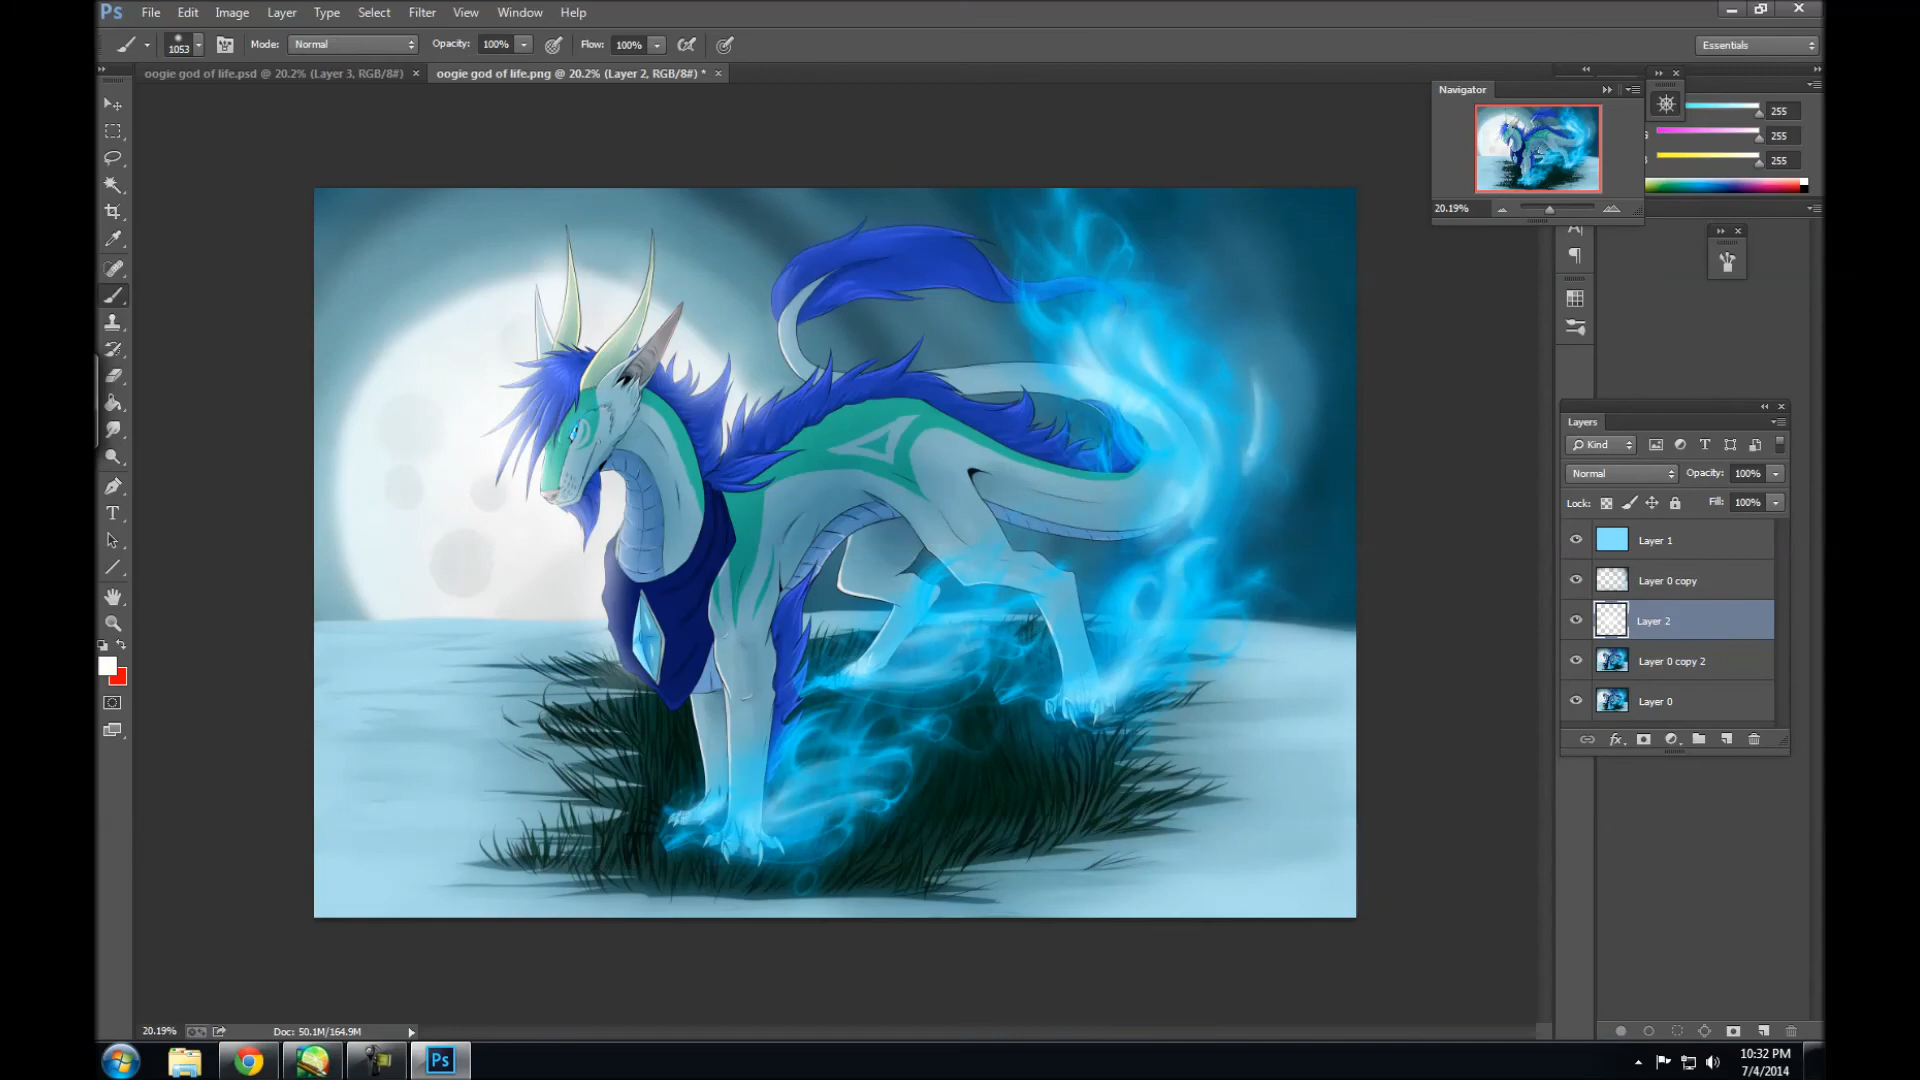 Ps File Edit Image Layer Type Select Filter View Window Help
1053 Mode: Normal Opacity: 100% Flow: 100% Essentials
oogie god of life.psd @ 20.2% (Layer 3, RGB/8#) × oogie god of life.png @ 20.2% (Layer 2, RGB/8#) * ×
Navigator
255
255
255
20.19%
Layers
Kind
Normal Opacity: 100%
Lock: Fill: 100%
Layer 1
Layer 0 copy
Layer 2
Layer 0 copy 2
Layer 0
fx
20.19% Doc: 50.1M/164.9M
Ps
10:32 PM
7/4/2014